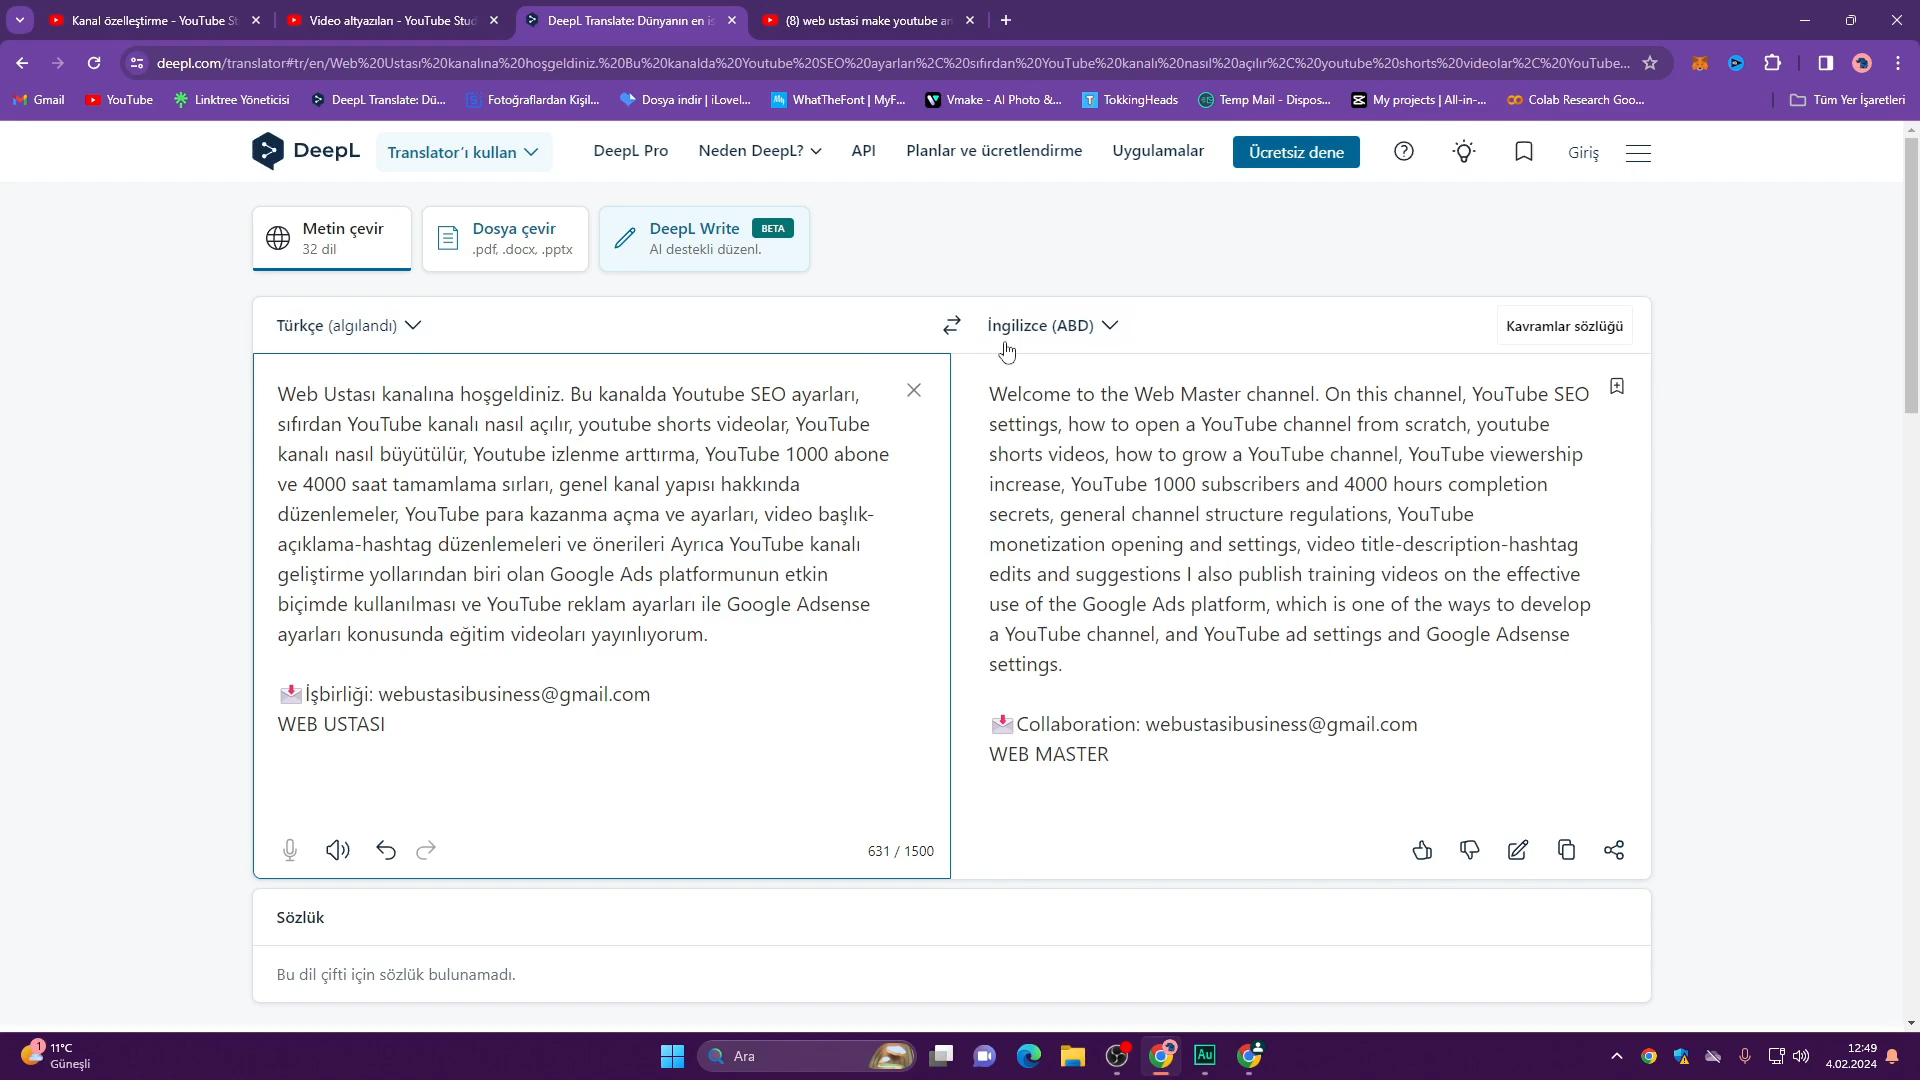 Kanal özelleştirme - YouTube S
Video altyazıları - YouTube Stud
DeepL Translate: Dünyanın en is
(8) web ustasi make youtube an
deepl.com/translator#tr/en/Web%20Ustası%20kanalına%20hoşgeldiniz.%20Bu%20kanalda%20Youtube%20SEO%20ayarları%2C%20sıfırdan%20YouTube%20kanalı%20nasıl%20açılır%2C%20youtube%20shorts%20videolar%2C%20YouTube...
Gmail
YouTube
Linktree Yöneticisi
DeepL Translate: Dü...
Fotoğraflardan Kişil...
Dosya indir | iLovel...
WhatTheFont | MyF...
Vmake - AI Photo &...
TokkingHeads
Temp Mail - Dispos...
My projects | All-in-...
Colab Research Goo...
Tüm Yer İşaretleri
DeepL
Translator'ı kullan
DeepL Pro
Neden DeepL?
API
Planlar ve ücretlendirme
Uygulamalar
Ücretsiz dene
Giriş
Metin çevir
32 dil
Dosya çevir
.pdf, .docx, .pptx
DeepL Write BETA
AI destekli düzenl.
Türkçe (algılandı)
İngilizce (ABD)
Kavramlar sözlüğü
Web Ustası kanalına hoşgeldiniz. Bu kanalda Youtube SEO ayarları,
sıfırdan YouTube kanalı nasıl açılır, youtube shorts videolar, YouTube
kanalı nasıl büyütülür, Youtube izlenme arttırma, YouTube 1000 abone
ve 4000 saat tamamlama sırları, genel kanal yapısı hakkında
düzenlemeler, YouTube para kazanma açma ve ayarları, video başlık-
açıklama-hashtag düzenlemeleri ve önerileri Ayrıca YouTube kanalı
geliştirme yollarından biri olan Google Ads platformunun etkin
biçimde kullanılması ve YouTube reklam ayarları ile Google Adsense
ayarları konusunda eğitim videoları yayınlıyorum.
İşbirliği: webustasibusiness@gmail.com
WEB USTASI
631 / 1500
Welcome to the Web Master channel. On this channel, YouTube SEO
settings, how to open a YouTube channel from scratch, youtube
shorts videos, how to grow a YouTube channel, YouTube viewership
increase, YouTube 1000 subscribers and 4000 hours completion
secrets, general channel structure regulations, YouTube
monetization opening and settings, video title-description-hashtag
edits and suggestions I also publish training videos on the effective
use of the Google Ads platform, which is one of the ways to develop
a YouTube channel, and YouTube ad settings and Google Adsense
settings.
Collaboration: webustasibusiness@gmail.com
WEB MASTER
Sözlük
Bu dil çifti için sözlük bulunamadı.
1
11°C
Güneşli
Ara
Au
12:49
4.02.2024